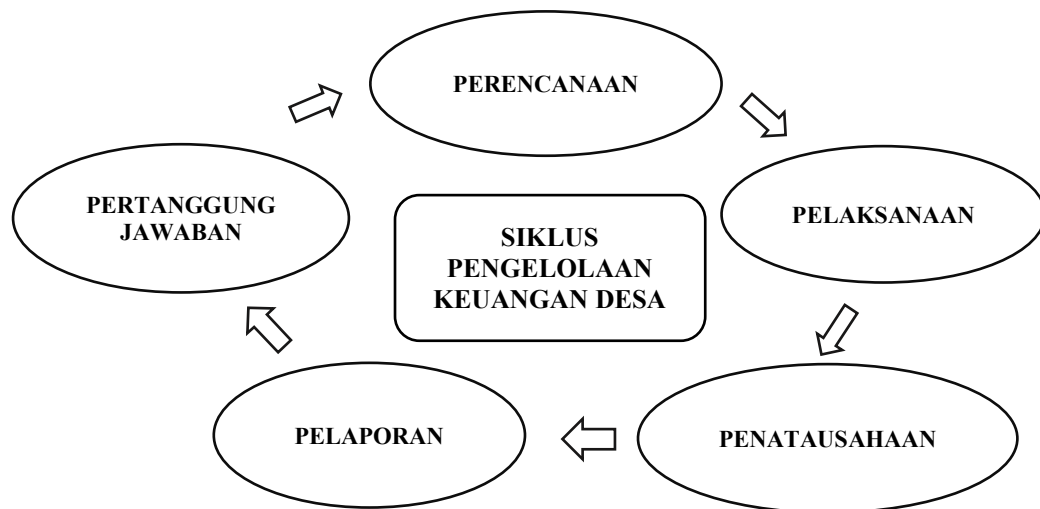 PERENCANAAN
PELAKSANAAN
PENATAUSAHAAN
PELAPORAN
PERTANGGUNG
JAWABAN
SIKLUS
PENGELOLAAN
KEUANGAN DESA